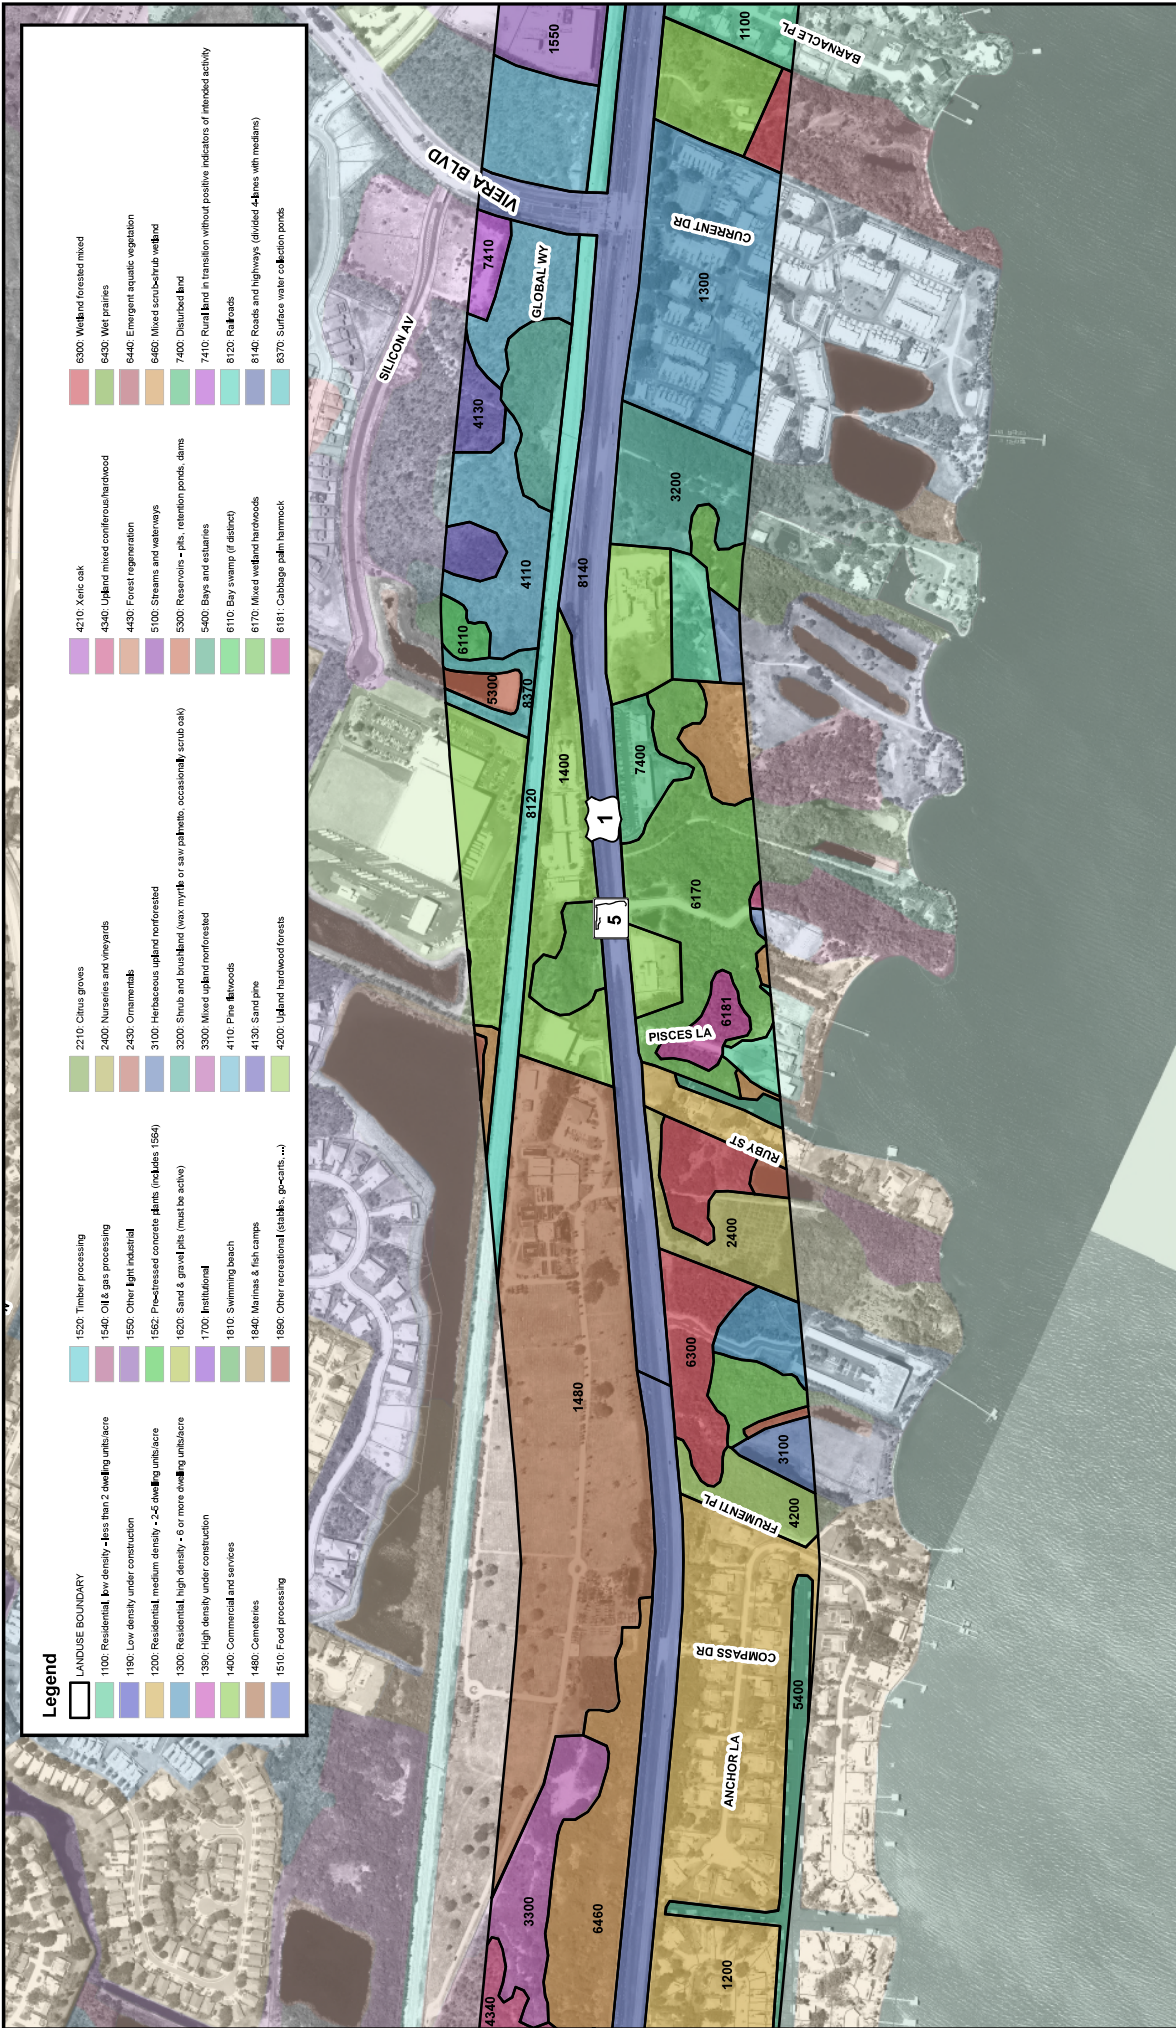 Legend
LANDUSE BOUNDARY
1100: Residential, low density - less than 2 dwelling units/acre
1190: Low density under construction
1200: Residential, medium density - 2-5 dwelling units/acre
1300: Residential, high density - 6 or more dwelling units/acre
1390: High density under construction
1400: Commercial and services
1480: Cemeteries
1510: Food processing
1520: Timber processing
1540: Oil & gas processing
1550: Other light industrial
1562: Pre-stressed concrete plants (includes 1564)
1620: Sand & gravel pits (must be active)
1700: Institutional
1810: Swimming beach
1840: Marinas & fish camps
1890: Other recreational (stables, go-carts, ...)
2210: Citrus groves
2400: Nurseries and vineyards
2430: Ornamentals
3100: Herbaceous upland nonforested
3200: Shrub and brushland (wax myrtle or saw palmetto, occasionally scrub oak)
3300: Mixed upland nonforested
4110: Pine flatwoods
4130: Sand pine
4200: Upland hardwood forests
4210: Xeric oak
4340: Upland mixed coniferous/hardwood
4430: Forest regeneration
5100: Streams and waterways
5300: Reservoirs - pits, retention ponds, dams
5400: Bays and estuaries
6110: Bay swamp (if distinct)
6170: Mixed wetland hardwoods
6181: Cabbage palm hammock
6300: Wetland forested mixed
6430: Wet prairies
6440: Emergent aquatic vegetation
6460: Mixed scrub-shrub wetland
7400: Disturbed land
7410: Rural land in transition without positive indicators of intended activity
8120: Railroads
8140: Roads and highways (divided 4-lanes with medians)
8370: Surface water collection ponds
SILICON AV
VIERA BLVD
GLOBAL WY
1550
7410
4130
4110
6110
5300
8370
8120
1400
8140
1
5
1480
3300
4340
6460
1200
ANCHOR LA
COMPASS DR
5400
FRUMENTI PL
4200
3100
6300
2400
RUBY ST
PISCES LA
6181
6170
7400
3200
1300
CURRENT DR
1100
BARNACLE PL